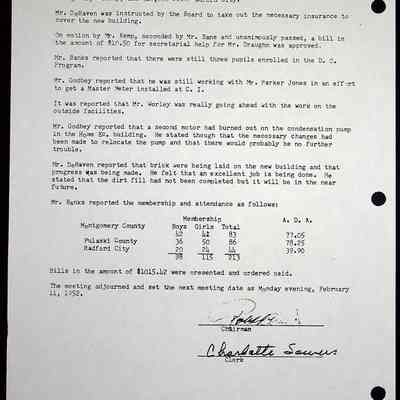 Mr. DeHaven was instructed by the Board to take out the necessary insurance to
cover the new building.
On motion by Mr. Kemp, seconded by Mr. Bane and unanimously passed, a bill in
the amount of $10.50 for secretarial help for Mr. Draughn was approved.
Mr. Banks reported that there were still three pupils enrolled in the D. O.
Program.
Mr. Godbey reported that he was still working with Mr. Parker Jones in an effort
to get a Master Meter installed at C. I.
It was reported that Mr. Worley was really going ahead with the work on the
outside facilities.
Mr. Godbey reported that a second motor had burned out on the condensation pump
in the Home Ec. building. He stated though that the necessary changes had
been made to relocate the pump and that there would probably be no further
trouble.
Mr. DeHaven reported that brick were being laid on the new building and that
progress was being made. He felt that an excellent job is being done. He
stated that the dirt fill had not been completed but it will be in the near
future.
Mr. Banks reported the membership and attendance as follows:
Membership A. D. A.
Boys Girls Total
Montgomery County 42 41 83 77.05
Pulaski County 36 50 86 78.25
Radford City 20 24 44 39.90
98 115 213
Bills in the amount of $1015.42 were presented and ordered paid.
The meeting adjourned and set the next meeting date as Monday evening, February
11, 1952.
Chairman
Charlotte Sowers
Clerk